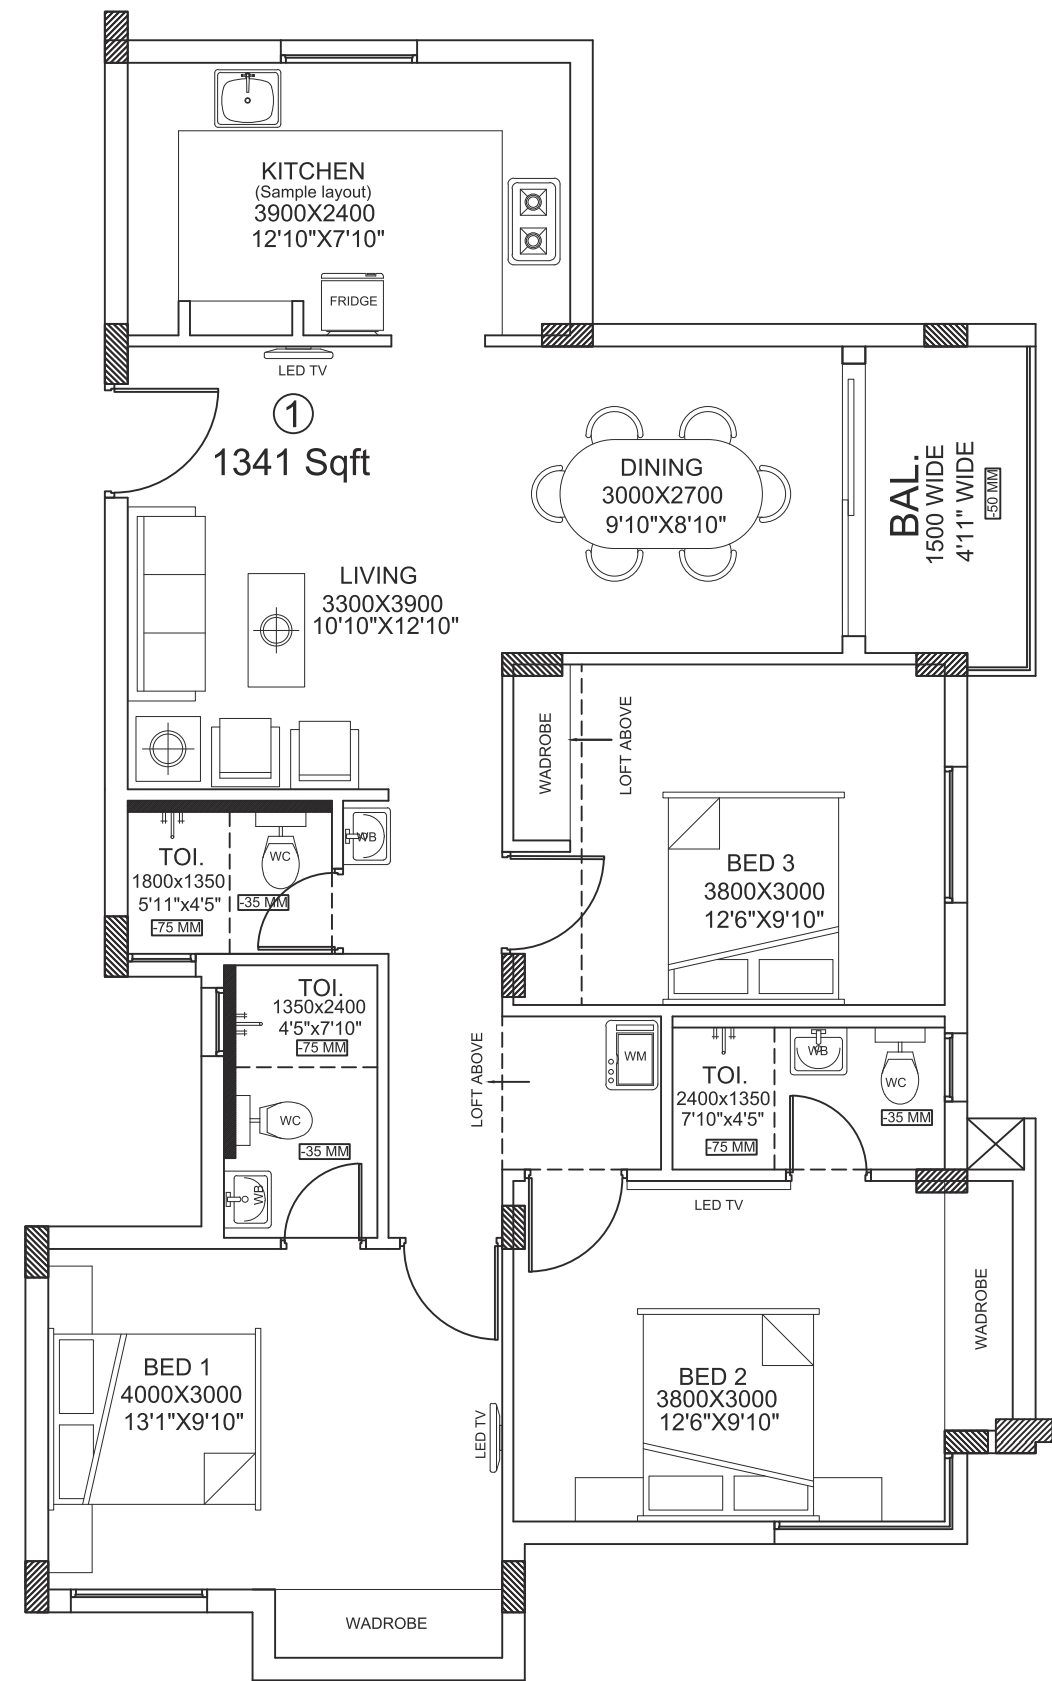 KITCHEN
(Sample layout)
3900X2400
12'10"X7'10"
FRIDGE
LED TV
1
1341 Sqft
DINING
3000X2700
9'10"X8'10"
BAL.
1500 WIDE
4'11" WIDE
-50 MM
LIVING
3300X3900
10'10"X12'10"
WADROBE
LOFT ABOVE
WB
WC
TOI.
1800x1350
5'11"x4'5"
-35 MM
-75 MM
BED 3
3800X3000
12'6"X9'10"
TOI.
1350x2400
4'5"x7'10"
-75 MM
WC
-35 MM
WB
LOFT ABOVE
WM
WB
TOI.
2400x1350
7'10"x4'5"
-75 MM
WC
-35 MM
LED TV
WADROBE
BED 1
4000X3000
13'1"X9'10"
LED TV
BED 2
3800X3000
12'6"X9'10"
WADROBE